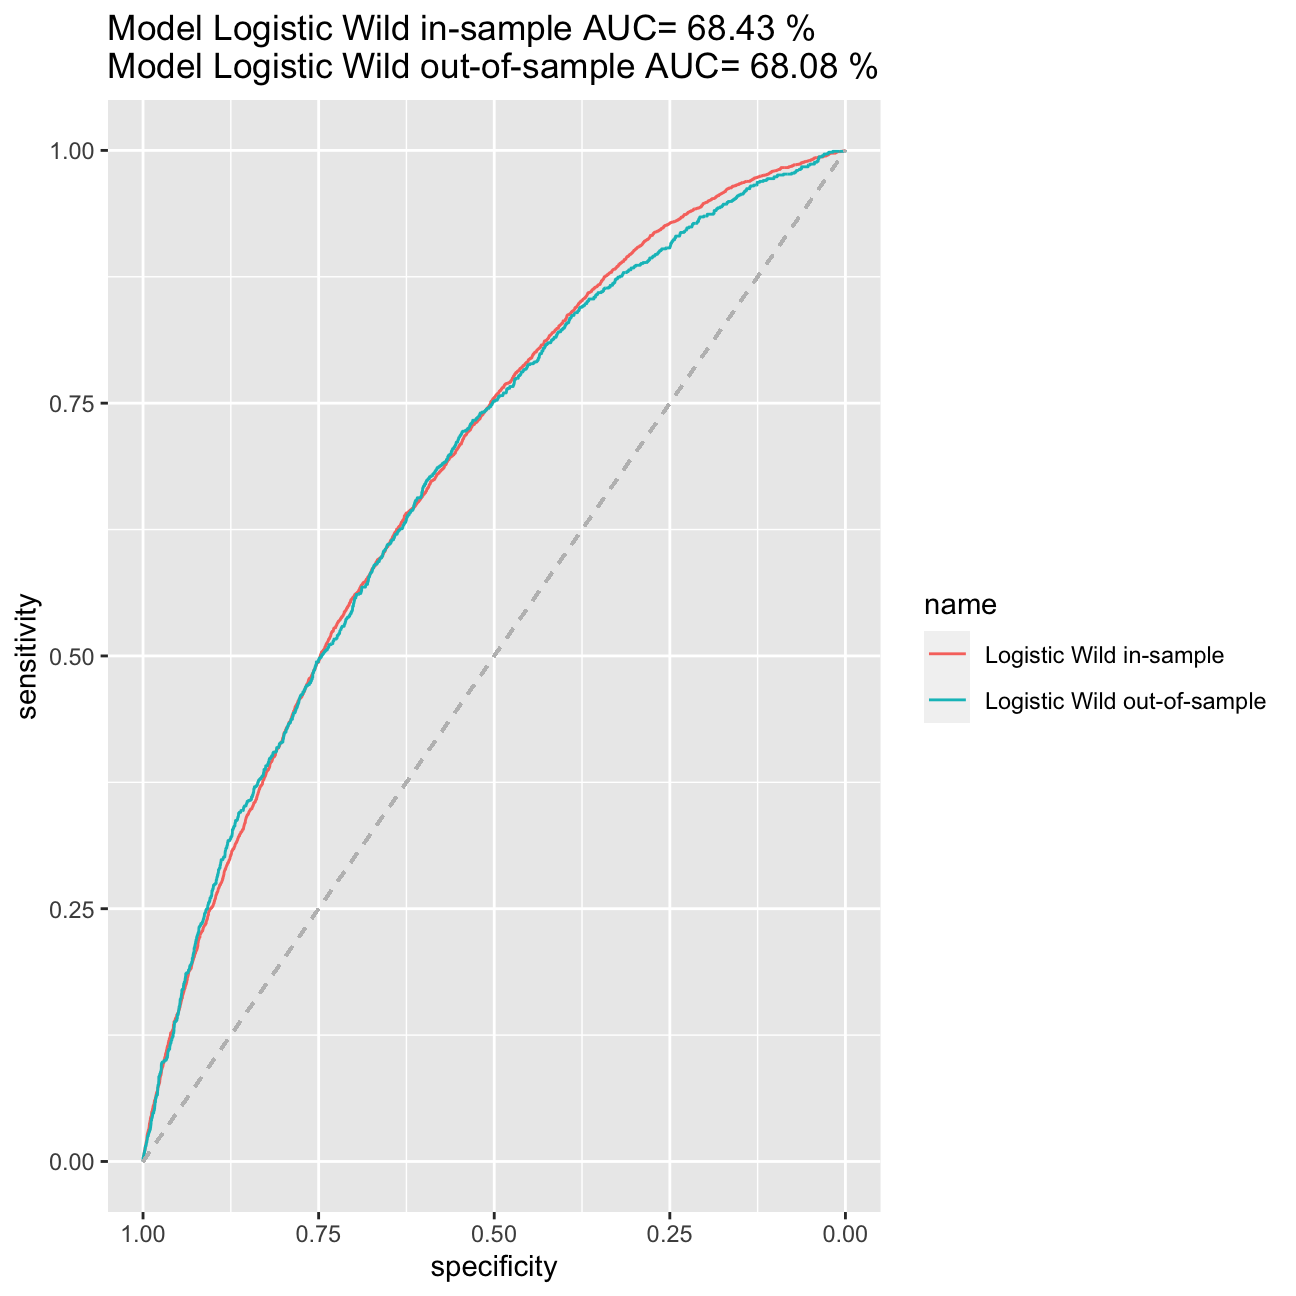 Model Logistic Wild in-sample AUC= 68.43 %
Model Logistic Wild out-of-sample AUC= 68.08 %
1.00
0.75
0.50
0.25
0.00
sensitivity
1.00
0.75
0.50
0.25
0.00
specificity
name
Logistic Wild in-sample
Logistic Wild out-of-sample